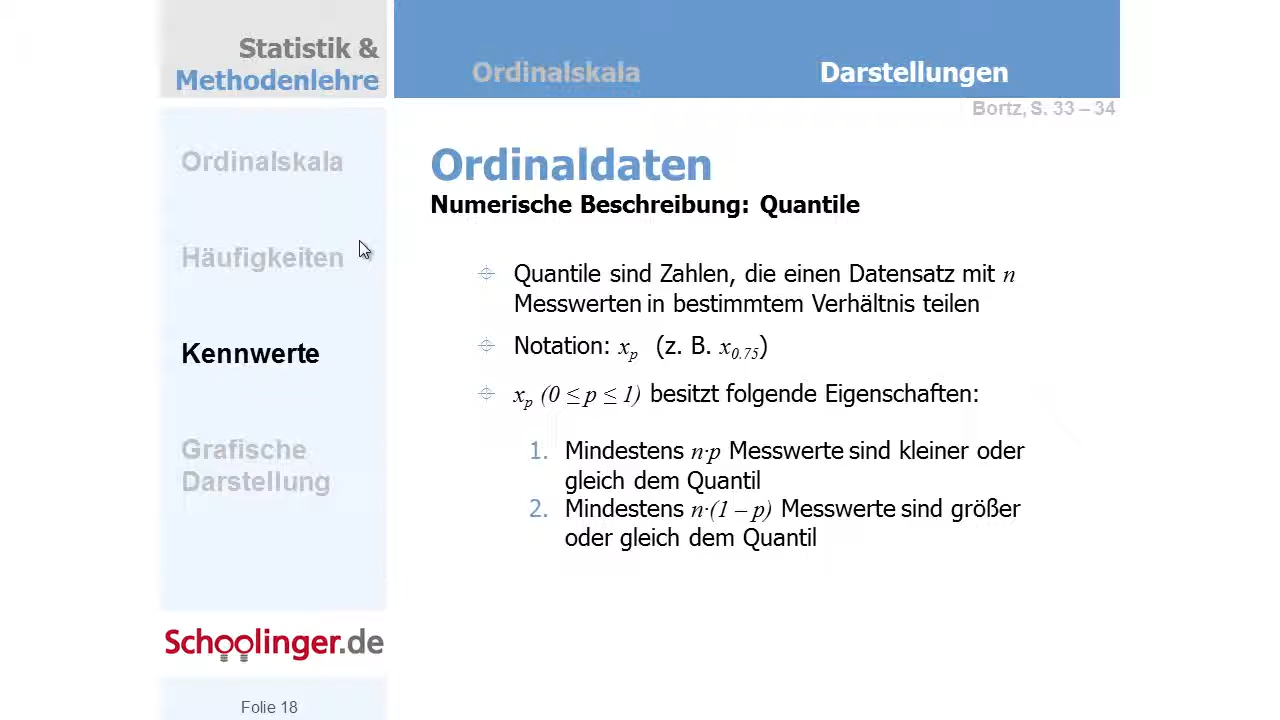 Statistik &
Methodenlehre
Ordinalskala
Darstellungen
Bortz, S. 33 – 34
Ordinalskala
Häufigkeiten
Kennwerte
Grafische
Darstellung
Ordinaldaten
Numerische Beschreibung: Quantile
Quantile sind Zahlen, die einen Datensatz mit n
Messwerten in bestimmtem Verhältnis teilen
Notation: xp (z. B. x0.75)
xp (0 ≤ p ≤ 1) besitzt folgende Eigenschaften:
1. Mindestens n·p Messwerte sind kleiner oder
gleich dem Quantil
2. Mindestens n·(1 – p) Messwerte sind größer
oder gleich dem Quantil
Schoolinger.de
Folie 18